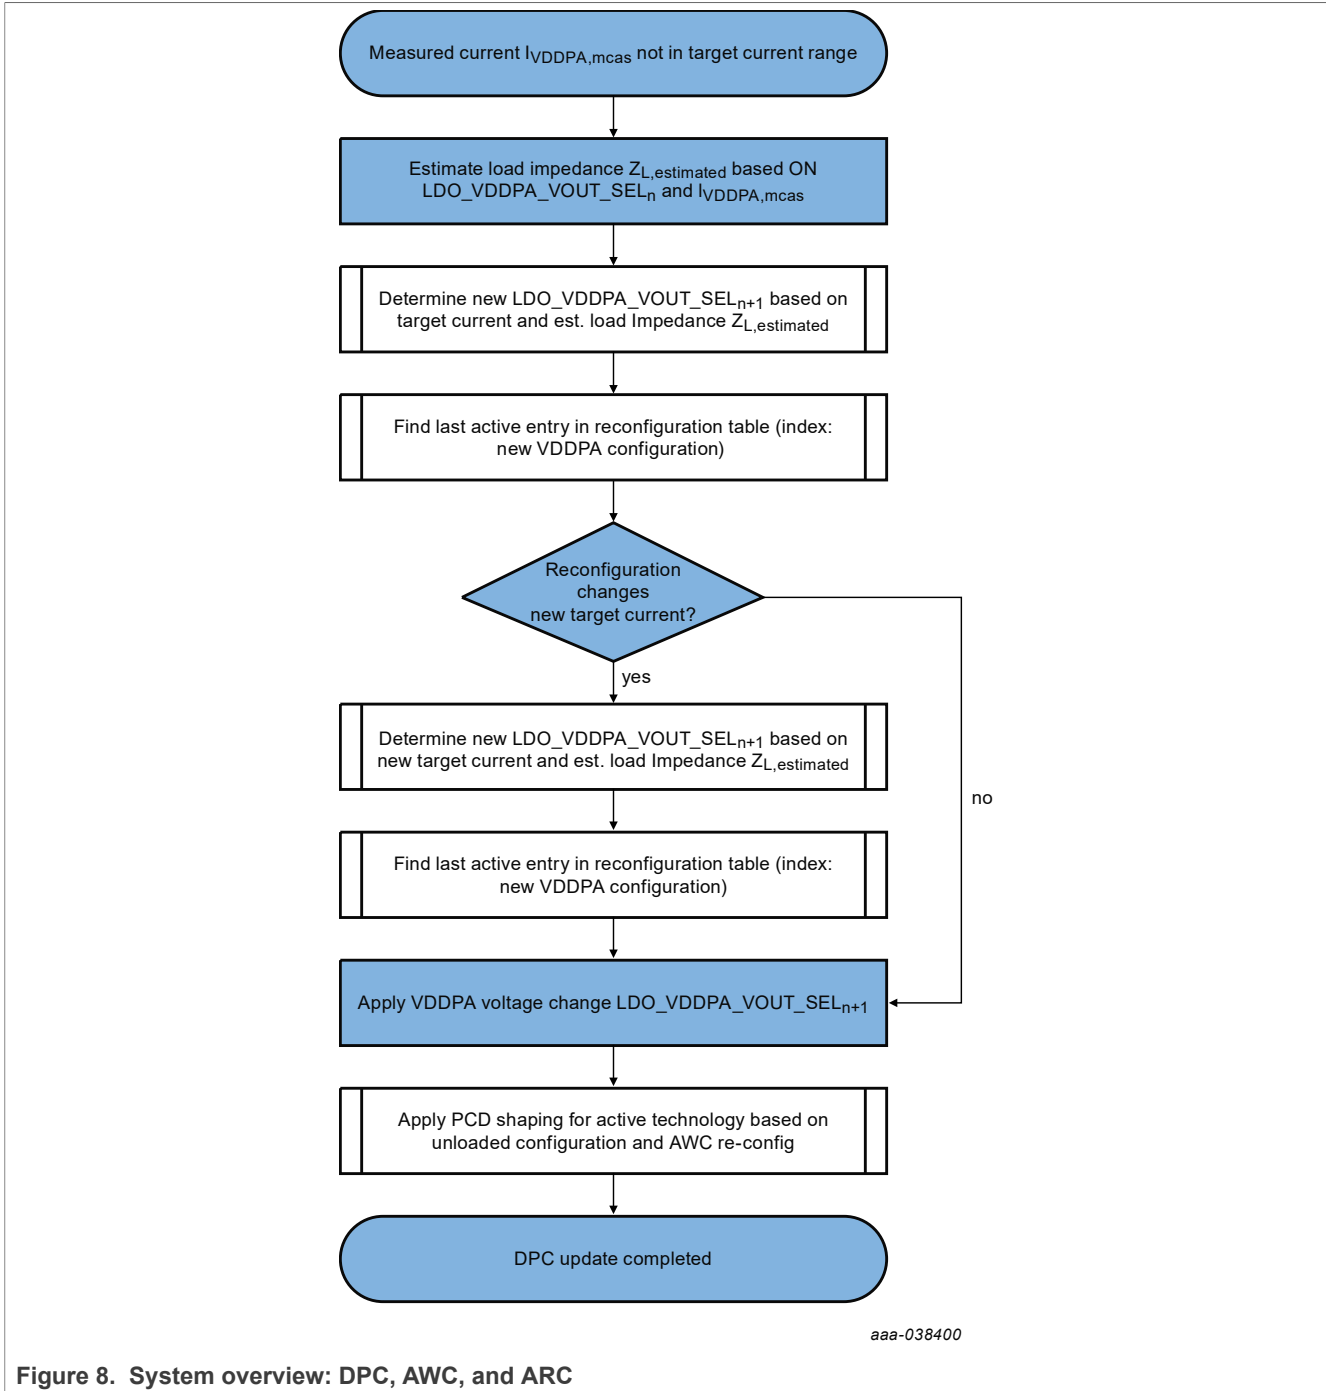 Measured current IVDDPA,mcas not in target current range
Estimate load impedance ZL,estimated based ON
LDO_VDDPA_VOUT_SELn and IVDDPA,mcas
Determine new LDO_VDDPA_VOUT_SELn+1 based on
target current and est. load Impedance ZL,estimated
Find last active entry in reconfiguration table (index:
new VDDPA configuration)
Reconfiguration
changes
new target current?
yes
Determine new LDO_VDDPA_VOUT_SELn+1 based on
new target current and est. load Impedance ZL,estimated
no
Find last active entry in reconfiguration table (index:
new VDDPA configuration)
Apply VDDPA voltage change LDO_VDDPA_VOUT_SELn+1
Apply PCD shaping for active technology based on
unloaded configuration and AWC re-config
DPC update completed
aaa-038400
Figure 8. System overview: DPC, AWC, and ARC